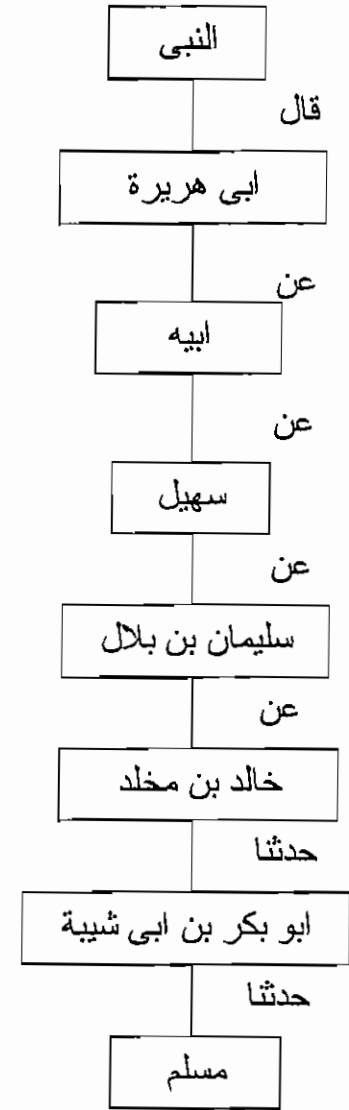 النبى
قال
ابى هريرة
عن
ابيه
عن
سهيل
عن
سليمان بن بلال
عن
خالد بن مخلد
حدثنا
ابو بكر بن ابى شيبة
حدثنا
مسلم